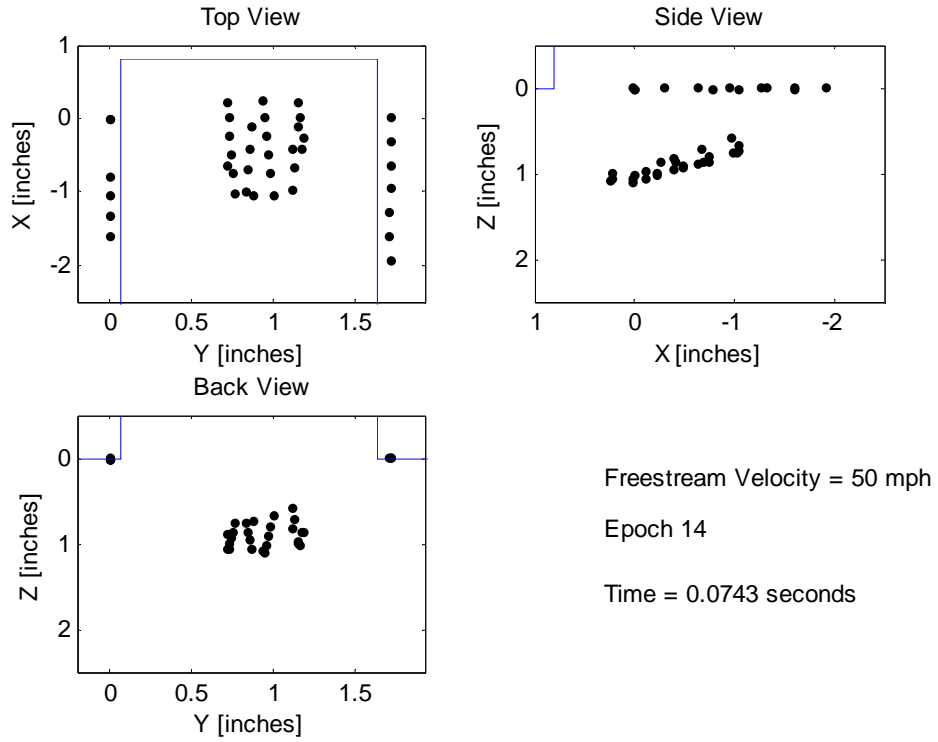 Top View
1
0
-1
-2
X [inches]
0 0.5 1 1.5
Y [inches]
Side View
0
1
2
Z [inches]
1 0 -1 -2
X [inches]
Back View
0
1
2
Z [inches]
0 0.5 1 1.5
Y [inches]
Freestream Velocity = 50 mph
Epoch 14
Time = 0.0743 seconds